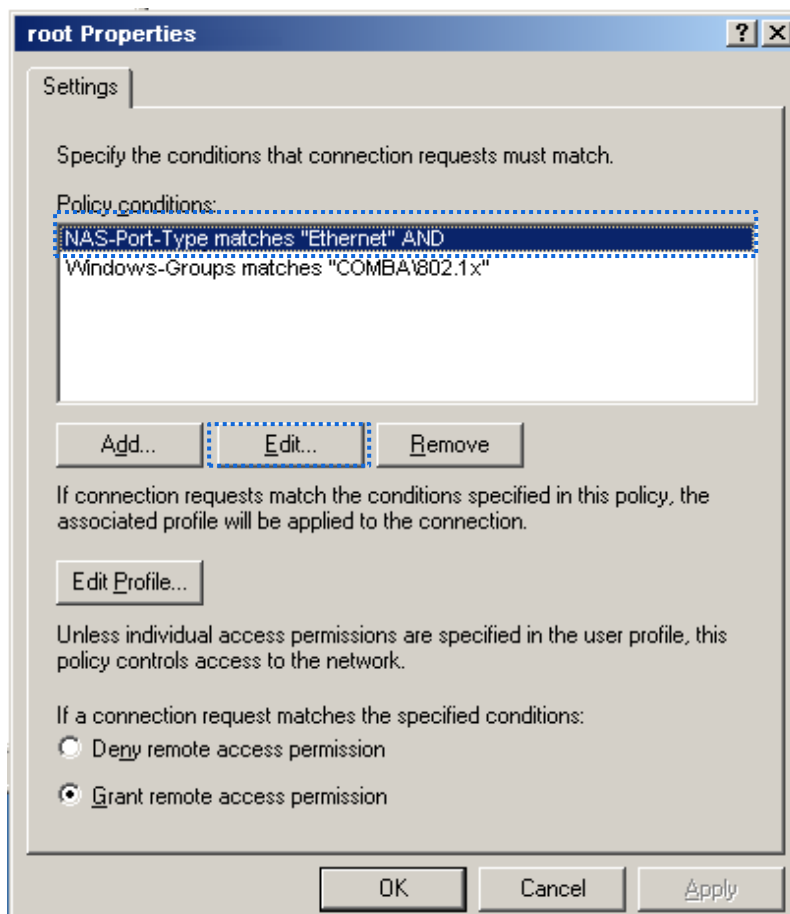 root Properties
Settings
Specify the conditions that connection requests must match.
Policy conditions:
NAS-Port-Type matches "Ethernet" AND
Windows-Groups matches "COMBA\802.1x"
Add... Edit... Remove
If connection requests match the conditions specified in this policy, the
associated profile will be applied to the connection.
Edit Profile...
Unless individual access permissions are specified in the user profile, this
policy controls access to the network.
If a connection request matches the specified conditions:
Deny remote access permission
Grant remote access permission
OK Cancel Apply